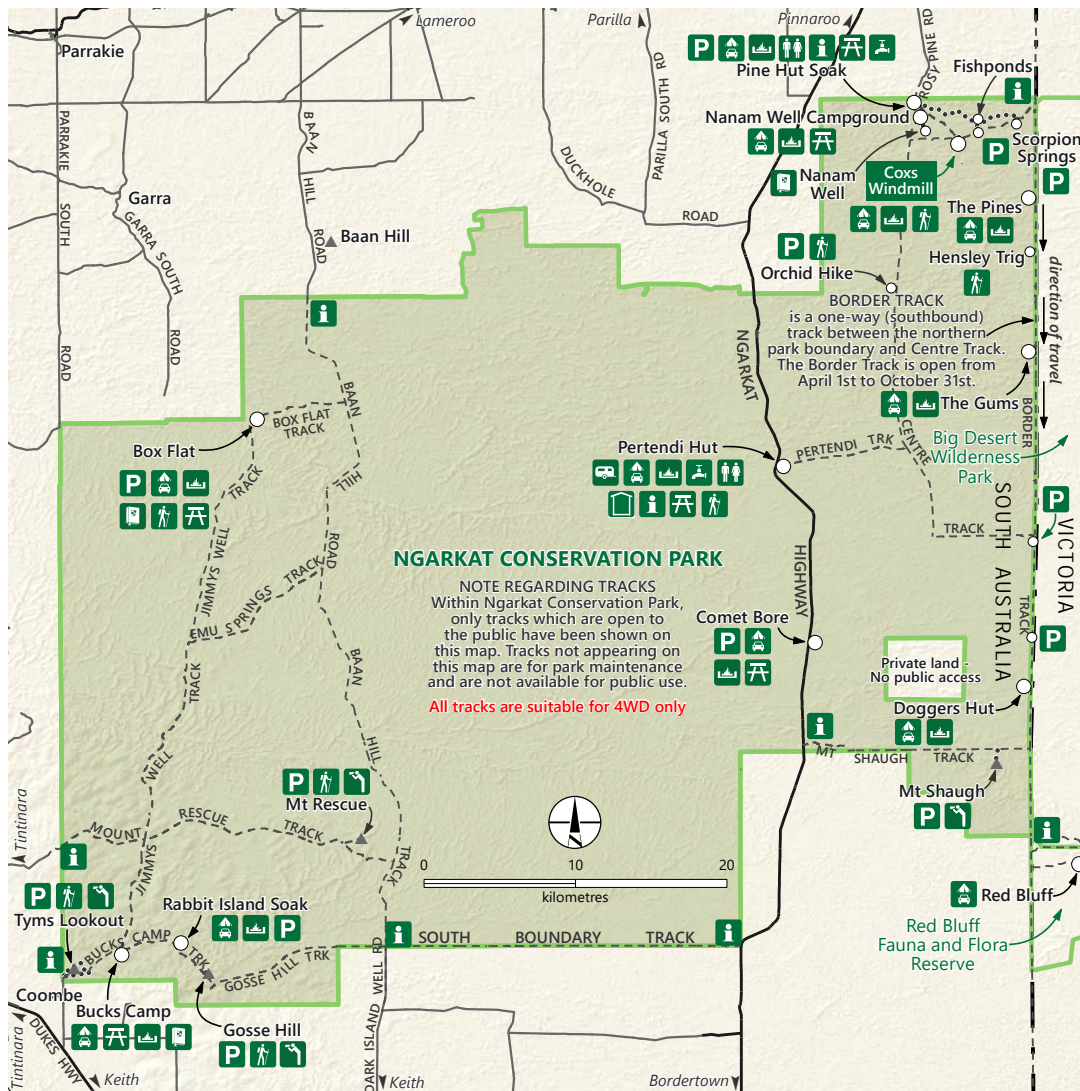 Lameroo
Parilla
Pinnaroo
Parrakie
Pine Hut Soak
ROSY PINE RD
Fishponds
BAAN
HILL
ROAD
PARRAKIE
SOUTH
ROAD
PARILLA SOUTH RD
DUCKHOLE
ROAD
Nanam Well Campground
Scorpion
Springs
Nanam
Well
Coxs
Windmill
Garra
GARRA SOUTH
ROAD
Baan Hill
The Pines
Hensley Trig
Orchid Hike
direction of travel
BORDER TRACK
is a one-way (southbound)
track between the northern
park boundary and Centre Track.
The Border Track is open from
April 1st to October 31st.
NGARKAT
HIGHWAY
The Gums
BORDER
TRACK
BOX FLAT
TRACK
BAAN
HILL
ROAD
Box Flat
Pertendi Hut
PERTENDI TRK
CENTRE
TRACK
Big Desert
Wilderness
Park
SOUTH AUSTRALIA
VICTORIA
TRACK
JIMMYS WELL
EMU SPRINGS TRACK
NGARKAT CONSERVATION PARK
NOTE REGARDING TRACKS
Within Ngarkat Conservation Park,
only tracks which are open to
the public have been shown on
this map. Tracks not appearing on
this map are for park maintenance
and are not available for public use.
All tracks are suitable for 4WD only
Comet Bore
Private land -
No public access
Doggers Hut
TRACK
WELL
JIMMYS
BAAN
HILL
TRACK
MT SHAUGH TRACK
Mt Shaugh
Mt Rescue
MOUNT RESCUE TRACK
N
0 10 20
kilometres
Tintinara
Tyms Lookout
Rabbit Island Soak
Red Bluff
Red Bluff
Fauna and Flora
Reserve
BUCKS CAMP
TRK
GOSSE HILL TRK
SOUTH BOUNDARY TRACK
DARK ISLAND WELL RD
Coombe
Bucks Camp
Gosse Hill
DUKES HWY
Tintinara
Keith
Keith
Bordertown